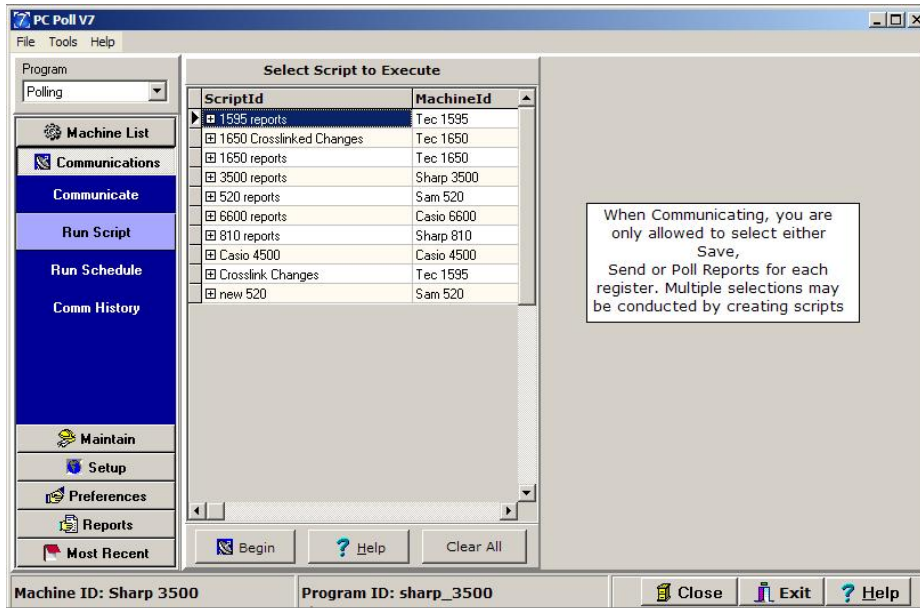 PC Poll V7
File Tools Help
Program
Polling
Machine List
Communications
Communicate
Run Script
Run Schedule
Comm History
Maintain
Setup
Preferences
Reports
Most Recent
Select Script to Execute
ScriptId MachineId
1595 reports Tec 1595
1650 Crosslinked Changes Tec 1650
1650 reports Tec 1650
3500 reports Sharp 3500
520 reports Sam 520
6600 reports Casio 6600
810 reports Sharp 810
Casio 4500 Casio 4500
Crosslink Changes Tec 1595
new 520 Sam 520
Begin Help Clear All
When Communicating, you are
only allowed to select either
Save,
Send or Poll Reports for each
register. Multiple selections may
be conducted by creating scripts
Machine ID: Sharp 3500 Program ID: sharp_3500 Close Exit Help